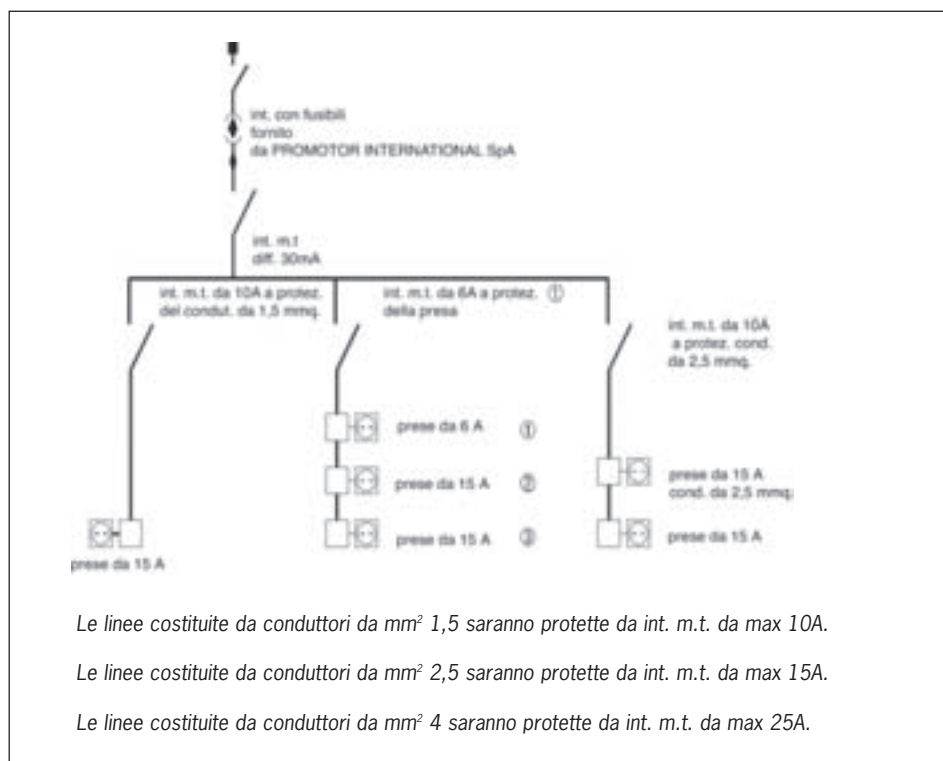 int. con fusibili
fornito
da PROMOTOR INTERNATIONAL SpA
int. m.t
diff. 30mA
int. m.t. da 10A a protez.
del condut. da 1,5 mmq.
int. m.t. da 6A a protez. ①
della presa
int. m.t. da 10A
a protez. cond.
da 2,5 mmq.
prese da 6 A ①
prese da 15 A ②
prese da 15 A
cond. da 2,5 mmq.
prese da 15 A ③
prese da 15 A
prese da 15 A
Le linee costituite da conduttori da mm² 1,5 saranno protette da int. m.t. da max 10A.
Le linee costituite da conduttori da mm² 2,5 saranno protette da int. m.t. da max 15A.
Le linee costituite da conduttori da mm² 4 saranno protette da int. m.t. da max 25A.